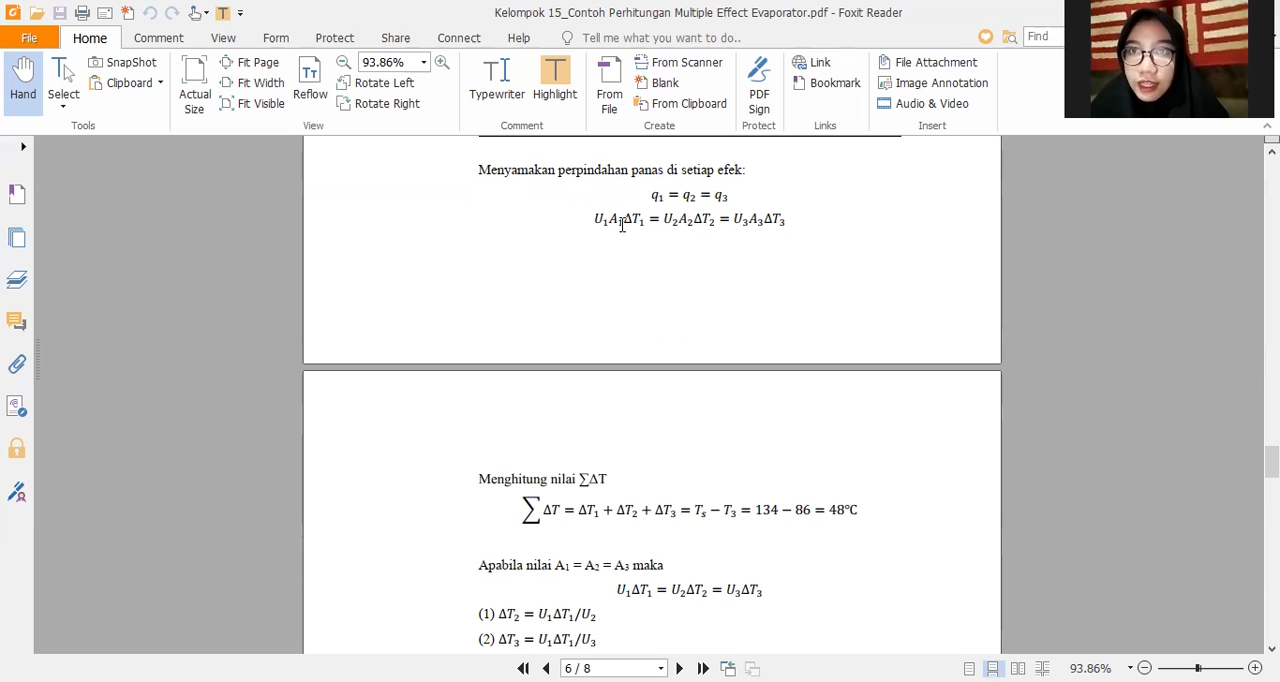 Kelompok 15_Contoh Perhitungan Multiple Effect Evaporator.pdf - Foxit Reader
File Home Comment View Form Protect Share Connect Help Tell me what you want to do.. Find
Hand
Select
SnapShot
Clipboard
Tools
Actual Size
Fit Page
Fit Width
Fit Visible
Reflow
93.86%
Rotate Left
Rotate Right
View
Typewriter
Highlight
Comment
From File
From Scanner
Blank
From Clipboard
Create
PDF Sign
Protect
Link
Bookmark
Links
File Attachment
Image Annotation
Audio & Video
Insert
Menyamakan perpindahan panas di setiap efek:
q₁ = q₂ = q₃
U₁A₁ΔT₁ = U₂A₂ΔT₂ = U₃A₃ΔT₃
Menghitung nilai ∑ΔT
∑ ΔT = ΔT₁ + ΔT₂ + ΔT₃ = Tₛ − T₃ = 134 − 86 = 48℃
Apabila nilai A₁ = A₂ = A₃ maka
U₁ΔT₁ = U₂ΔT₂ = U₃ΔT₃
(1) ΔT₂ = U₁ΔT₁/U₂
(2) ΔT₃ = U₁ΔT₁/U₃
6 / 8
93.86%